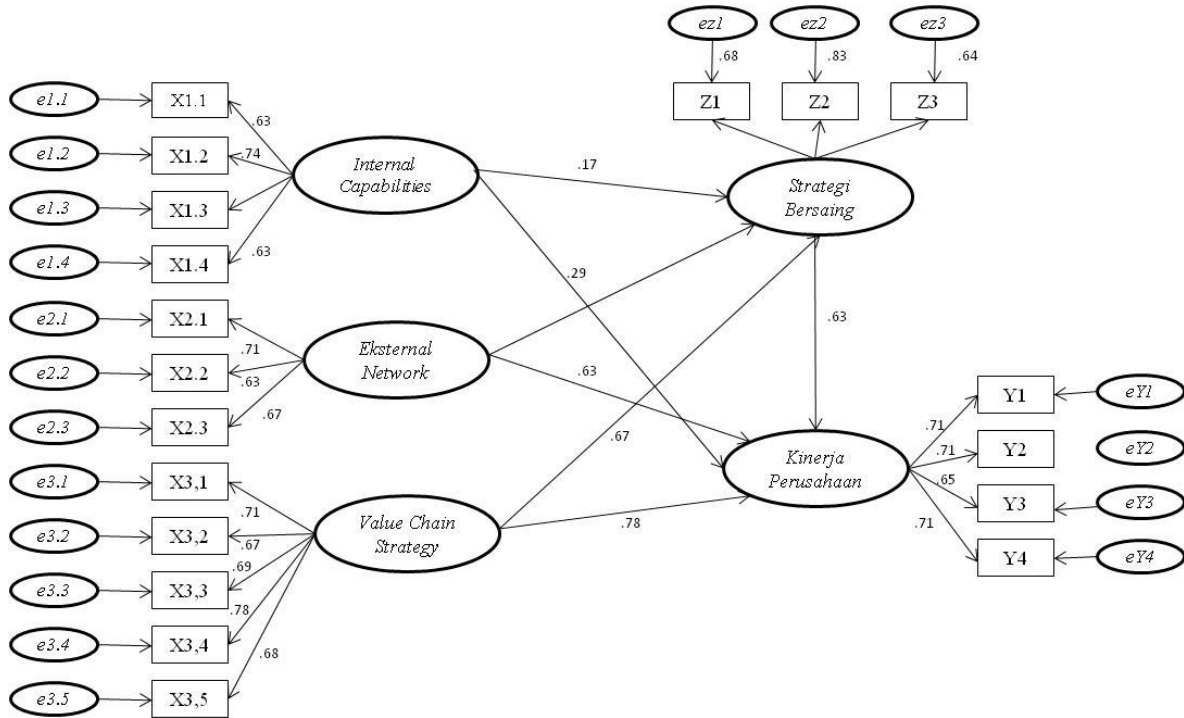 ez1
ez2
ez3
.68
.83
.64
Z1
Z2
Z3
e1.1
X1.1
.63
e1.2
X1.2
.74
Internal
Capabilities
.17
Strategi
Bersaing
e1.3
X1.3
e1.4
X1.4
.63
.29
e2.1
X2.1
.71
.63
Eksternal
Network
e2.2
X2.2
.63
.63
e2.3
X2.3
.67
.67
Y1
eY1
.71
Y2
eY2
.71
Kinerja
Perusahaan
e3.1
X3,1
.71
.65
Y3
eY3
Value Chain
Strategy
.78
.71
e3.2
X3,2
.67
Y4
eY4
e3.3
X3,3
.69
.78
e3.4
X3,4
.68
e3.5
X3,5